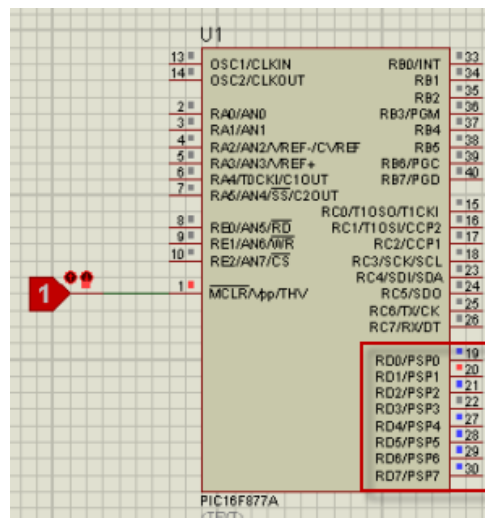 U1
13 OSC1/CLKIN RB0/INT 33
14 OSC2/CLKOUT RB1 34
RB2 35
2 RA0/AN0 RB3/PGM 36
3 RA1/AN1 RB4 37
4 RA2/AN2/VREF-/CVREF RB5 38
5 RA3/AN3/VREF+ RB6/PGC 39
6 RA4/T0CKI/C1OUT RB7/PGD 40
7 RA5/AN4/SS/C2OUT
RC0/T1OSO/T1CKI 15
8 RE0/AN5/RD RC1/T1OSI/CCP2 16
9 RE1/AN6/WR RC2/CCP1 17
10 RE2/AN7/CS RC3/SCK/SCL 18
RC4/SDI/SDA 23
1 1 MCLR/Vpp/THV RC5/SDO 24
RC6/TX/CK 25
RC7/RX/DT 26
RD0/PSP0 19
RD1/PSP1 20
RD2/PSP2 21
RD3/PSP3 22
RD4/PSP4 27
RD5/PSP5 28
RD6/PSP6 29
RD7/PSP7 30
PIC16F877A
<TEXT>